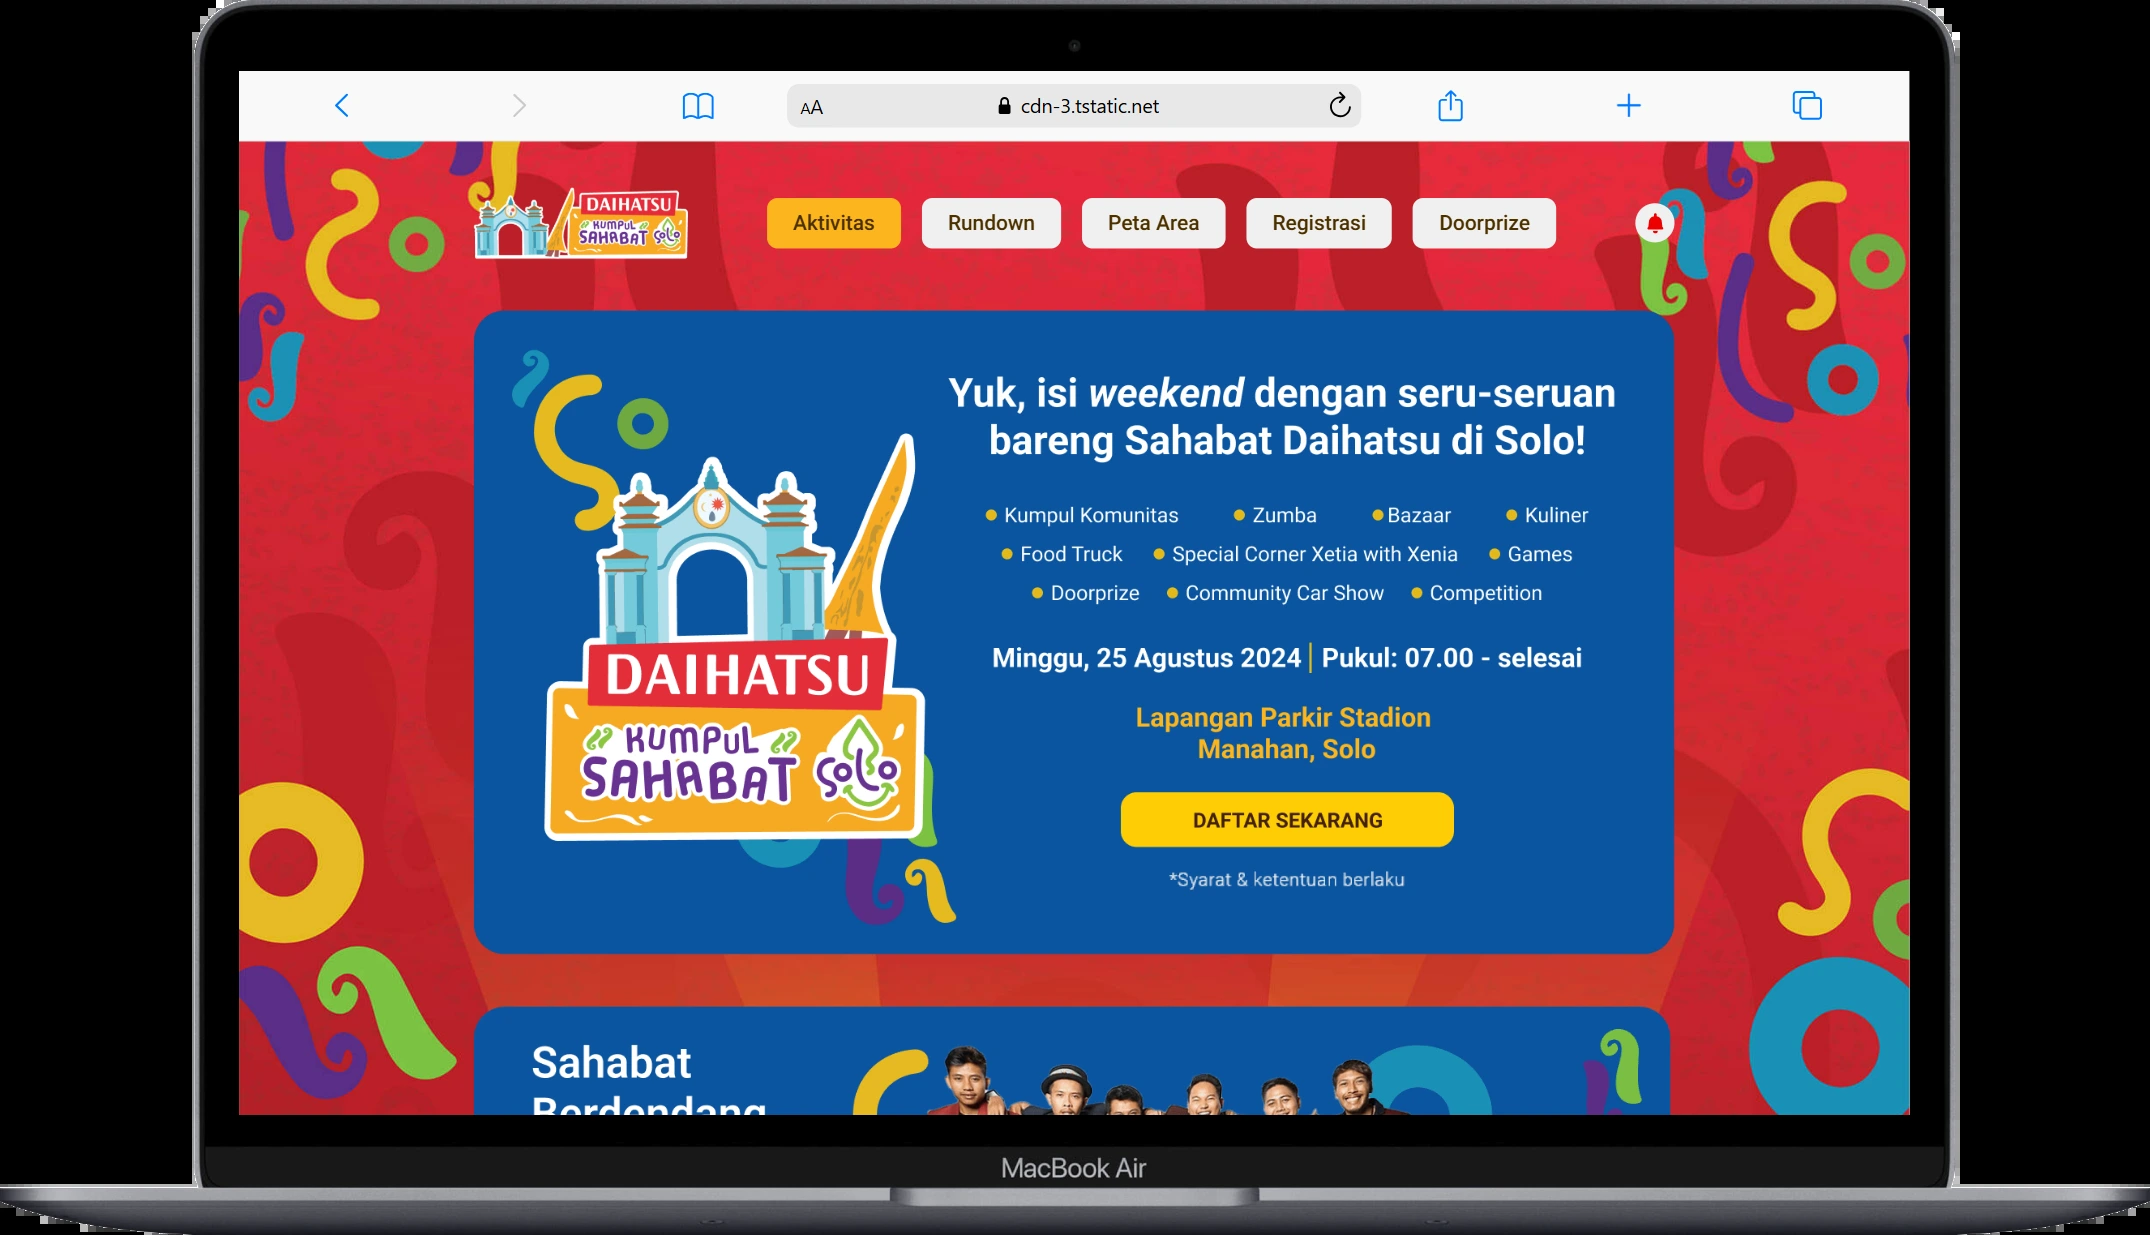 AA
cdn-3.tstatic.net
DAIHATSU
KUMPUL
SAHABAT SOLO
Aktivitas
Rundown
Peta Area
Registrasi
Doorprize
Yuk, isi weekend dengan seru-seruan
bareng Sahabat Daihatsu di Solo!
Kumpul Komunitas
Zumba
Bazaar
Kuliner
Food Truck
Special Corner Xetia with Xenia
Games
Doorprize
Community Car Show
Competition
Minggu, 25 Agustus 2024 | Pukul: 07.00 - selesai
Lapangan Parkir Stadion
Manahan, Solo
DAFTAR SEKARANG
*Syarat & ketentuan berlaku
DAIHATSU
KUMPUL
SAHABAT SOLO
Sahabat
Berdendang
MacBook Air